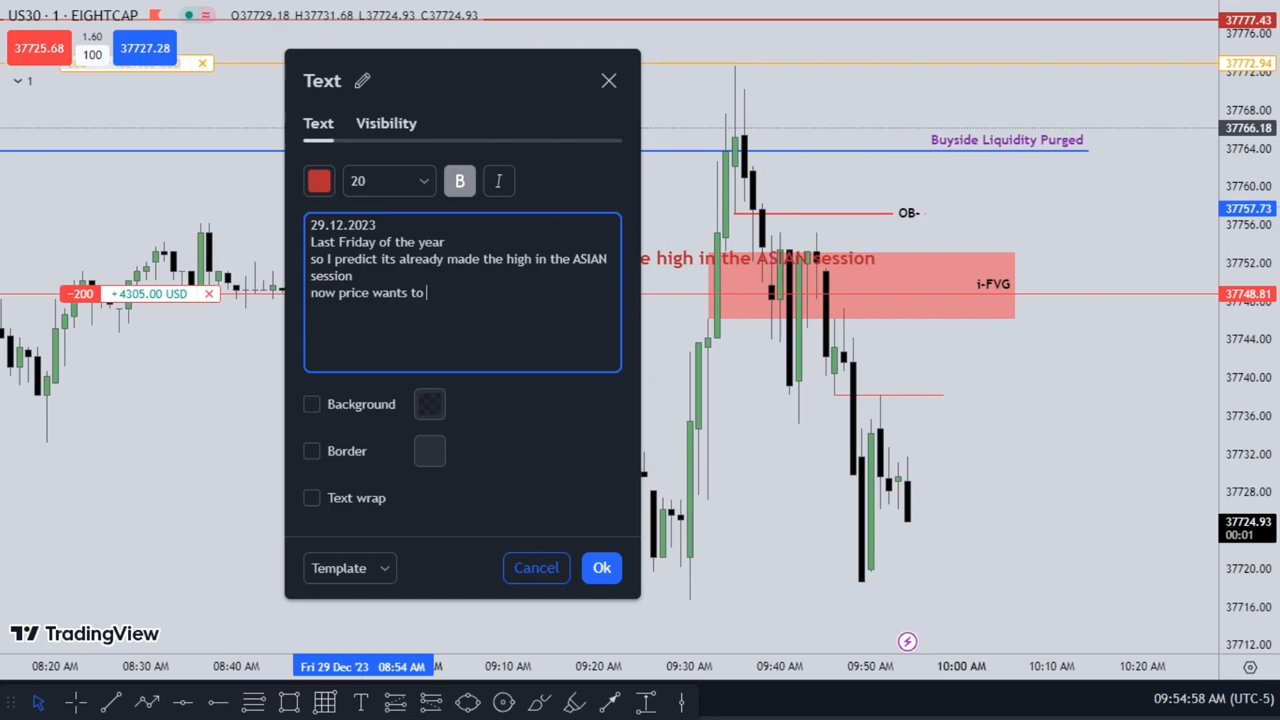 US30 · 1 · EIGHTCAP
O37729.18 H37731.68 L37724.93 C37724.93
37725.68
1.60
100
37727.28
1
Text
Text
Visibility
20
B
I
29.12.2023
Last Friday of the year
so I predict its already made the high in the ASIAN
session
now price wants to
Background
Border
Text wrap
Template
Cancel
Ok
-200
+4305.00 USD
Buyside Liquidity Purged
OB-
e high in the ASIAN session
i-FVG
37777.43
37776.00
37772.94
37772.00
37768.00
37766.18
37764.00
37760.00
37757.73
37756.00
37752.00
37748.81
37748.00
37744.00
37740.00
37736.00
37732.00
37728.00
37724.93
00:01
37720.00
37716.00
37712.00
TradingView
08:20 AM
08:30 AM
08:40 AM
Fri 29 Dec '23 08:54 AM
09:10 AM
09:20 AM
09:30 AM
09:40 AM
09:50 AM
10:00 AM
10:10 AM
10:20 AM
09:54:58 AM (UTC-5)